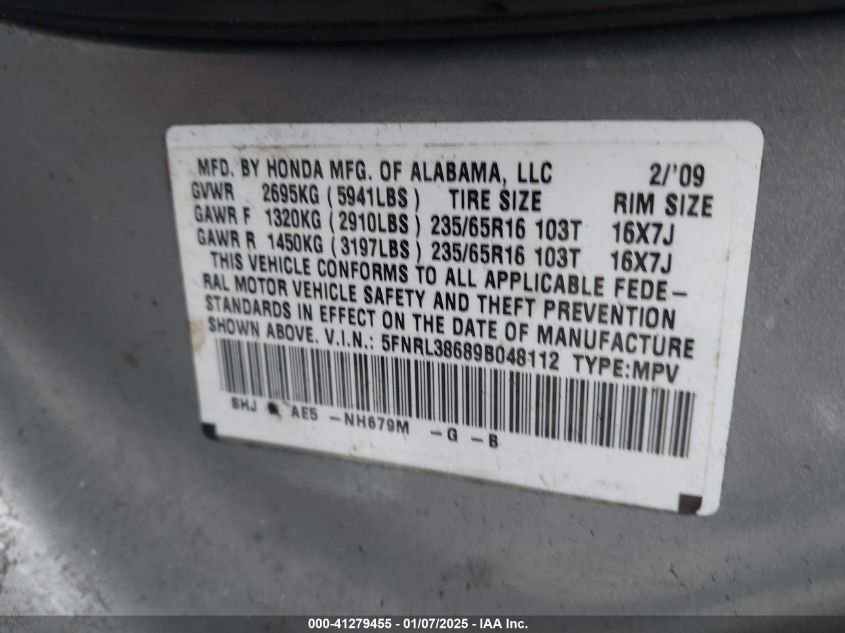 MFD. BY HONDA MFG. OF ALABAMA, LLC 2/'09
GVWR 2695KG (5941LBS) TIRE SIZE RIM SIZE
GAWR F 1320KG (2910LBS) 235/65R16 103T 16X7J
GAWR R 1450KG (3197LBS) 235/65R16 103T 16X7J
THIS VEHICLE CONFORMS TO ALL APPLICABLE FEDE-
RAL MOTOR VEHICLE SAFETY AND THEFT PREVENTION
STANDARDS IN EFFECT ON THE DATE OF MANUFACTURE
SHOWN ABOVE. V.I.N.: 5FNRL38689B048112 TYPE:MPV
SHJ AE5 -NH679M -G -B
000-41279455 - 01/07/2025 - IAA Inc.